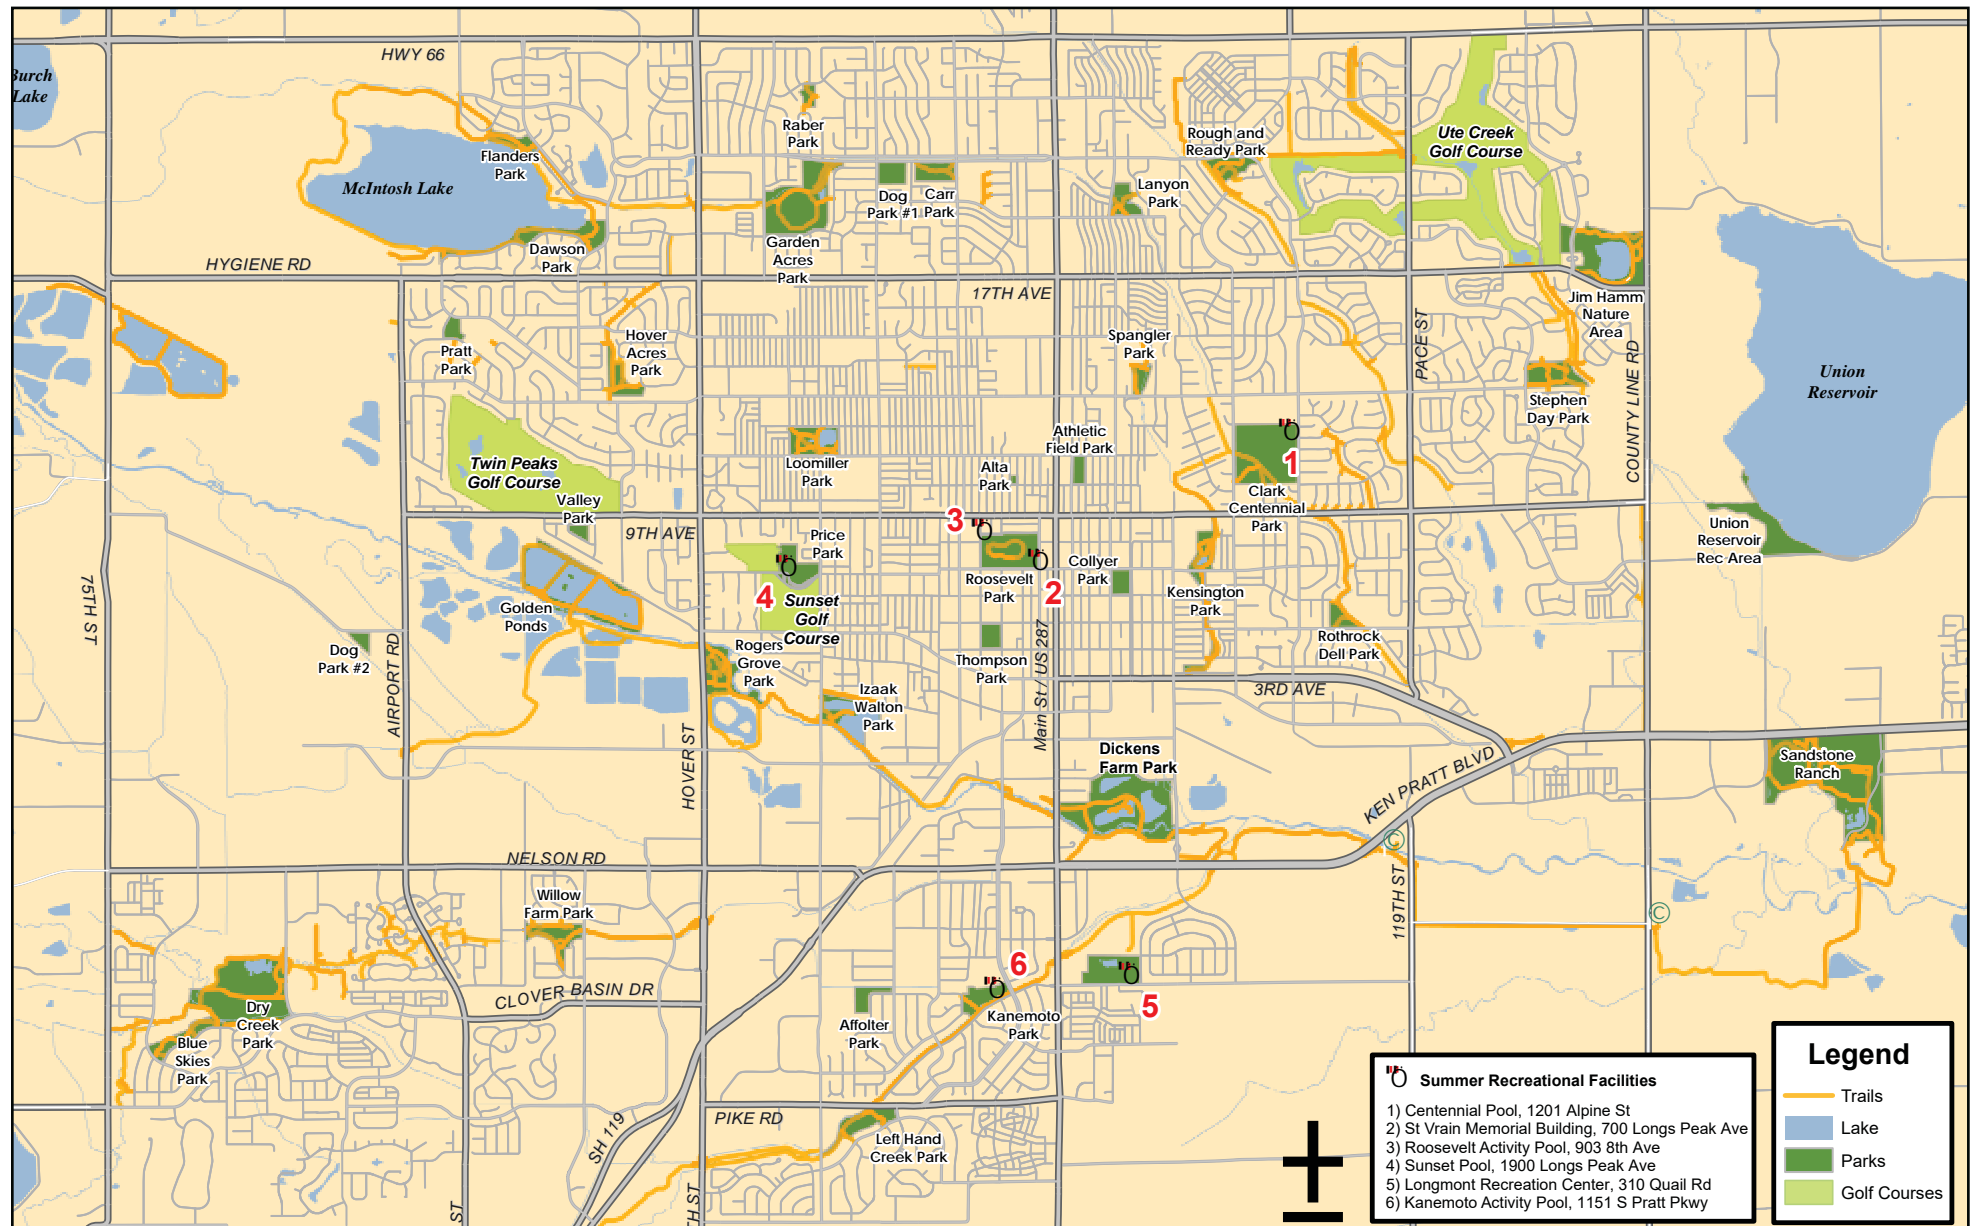 HWY 66
Burch
Lake
McIntosh Lake
Flanders
Park
Raber
Park
Rough and
Ready Park
Ute Creek
Golf Course
Dog
Park #1
Carr
Park
Lanyon
Park
Dawson
Park
Garden
Acres
Park
HYGIENE RD
17TH AVE
Jim Hamm
Nature
Area
Pratt
Park
Hover
Acres
Park
Spangler
Park
PACE ST
COUNTY LINE RD
Union
Reservoir
Stephen
Day Park
Twin Peaks
Golf Course
Valley
Park
Loomiller
Park
Alta
Park
Athletic
Field Park
1
Clark
Centennial
Park
9TH AVE
3
Price
Park
Roosevelt
Park
2
Collyer
Park
Kensington
Park
Union
Reservoir
Rec Area
75TH ST
Golden
Ponds
4
Sunset
Golf
Course
Dog
Park #2
AIRPORT RD
Rogers
Grove
Park
Thompson
Park
Main St / US 287
Rothrock
Dell Park
3RD AVE
Izaak
Walton
Park
HOVER ST
Dickens
Farm Park
KEN PRATT BLVD
Sandstone
Ranch
©
NELSON RD
119TH ST
©
Willow
Farm Park
6
5
CLOVER BASIN DR
Dry
Creek
Park
Blue
Skies
Park
Affolter
Park
Kanemoto
Park
PIKE RD
SH 119
Left Hand
Creek Park
ST
TH ST
Summer Recreational Facilities
1) Centennial Pool, 1201 Alpine St
2) St Vrain Memorial Building, 700 Longs Peak Ave
3) Roosevelt Activity Pool, 903 8th Ave
4) Sunset Pool, 1900 Longs Peak Ave
5) Longmont Recreation Center, 310 Quail Rd
6) Kanemoto Activity Pool, 1151 S Pratt Pkwy
Legend
Trails
Lake
Parks
Golf Courses